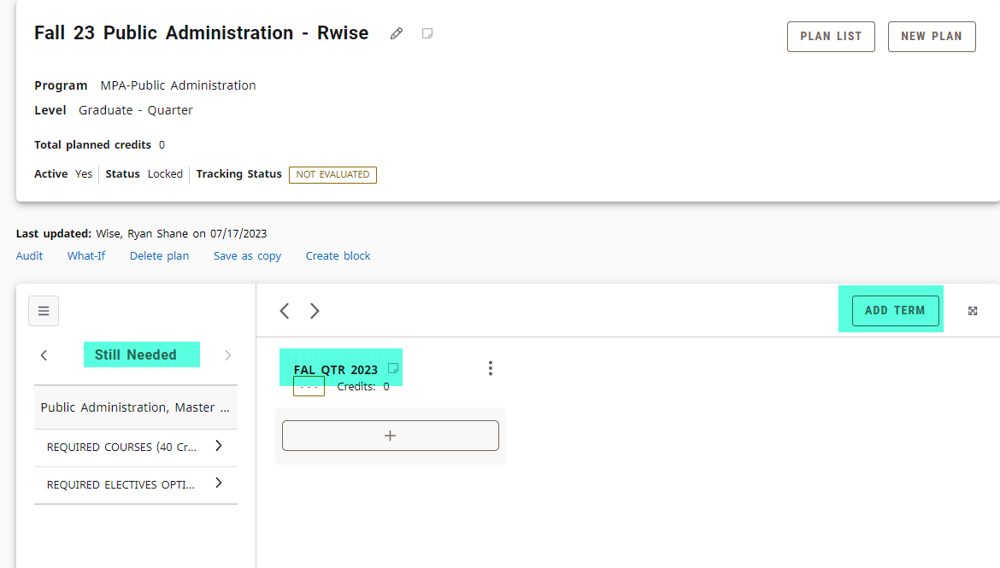 Fall 23 Public Administration - Rwise
PLAN LIST
NEW PLAN
Program MPA-Public Administration
Level Graduate - Quarter
Total planned credits 0
Active Yes Status Locked Tracking Status NOT EVALUATED
Last updated: Wise, Ryan Shane on 07/17/2023
Audit What-If Delete plan Save as copy Create block
ADD TERM
Still Needed
Public Administration, Master ...
REQUIRED COURSES (40 Cr...
REQUIRED ELECTIVES OPTI...
FAL QTR 2023
- - - Credits: 0
+